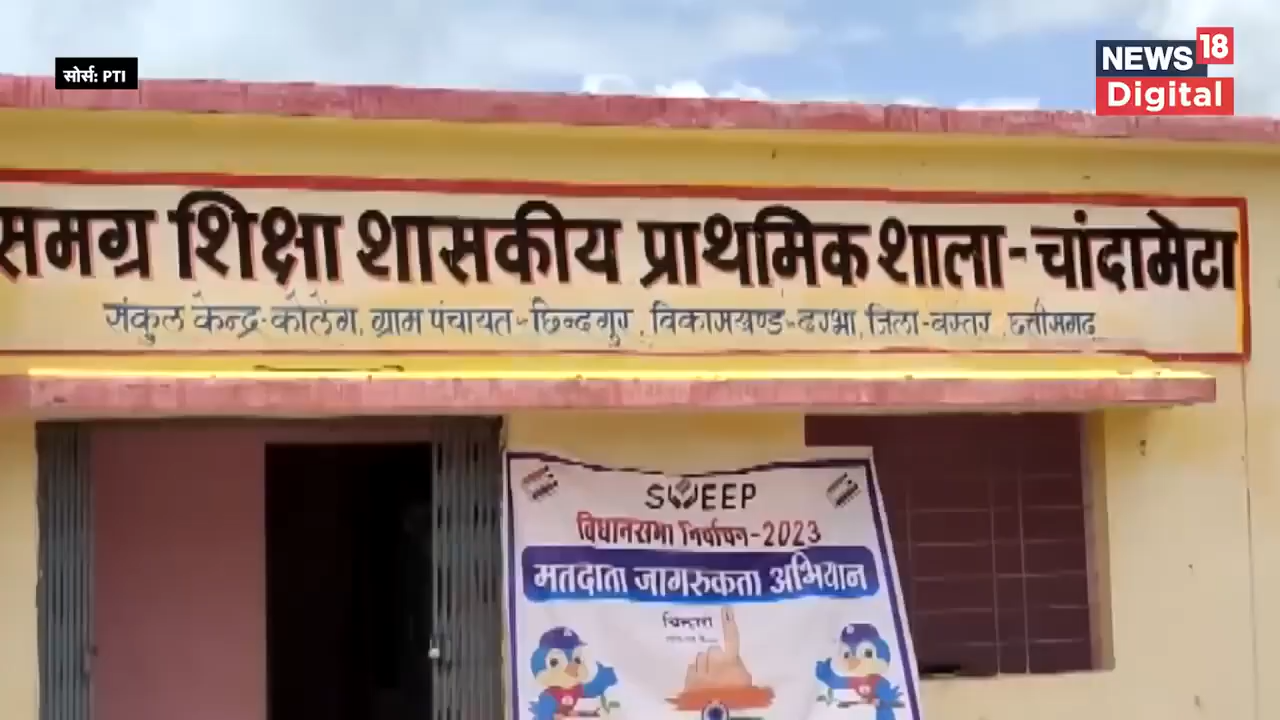 सोर्स: PTI
NEWS 18
Digital
समग्र शिक्षा शासकीय प्राथमिक शाला-चांदामेटा
संकुल केन्द्र-कोलेंग, ग्राम पंचायत-छिन्दगुर, विकासखण्ड-दरभा, जिला-बस्तर, छत्तीसगढ़
SWEEP
विधानसभा निर्वाचन-2023
मतदाता जागरुकता अभियान